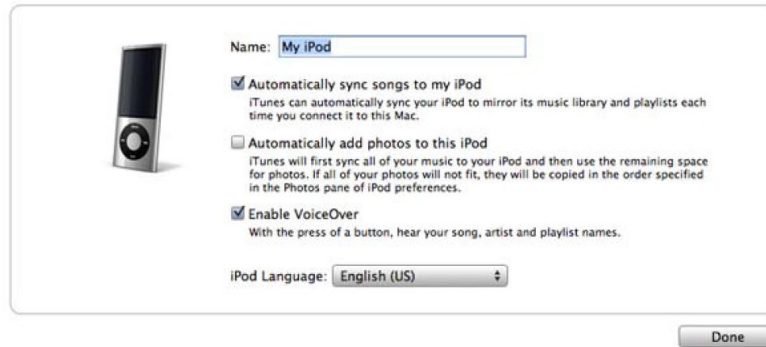 Name: My iPod
Automatically sync songs to my iPod
iTunes can automatically sync your iPod to mirror its music library and playlists each
time you connect it to this Mac.
Automatically add photos to this iPod
iTunes will first sync all of your music to your iPod and then use the remaining space
for photos. If all of your photos will not fit, they will be copied in the order specified
in the Photos pane of iPod preferences.
Enable VoiceOver
With the press of a button, hear your song, artist and playlist names.
iPod Language: English (US)
Done